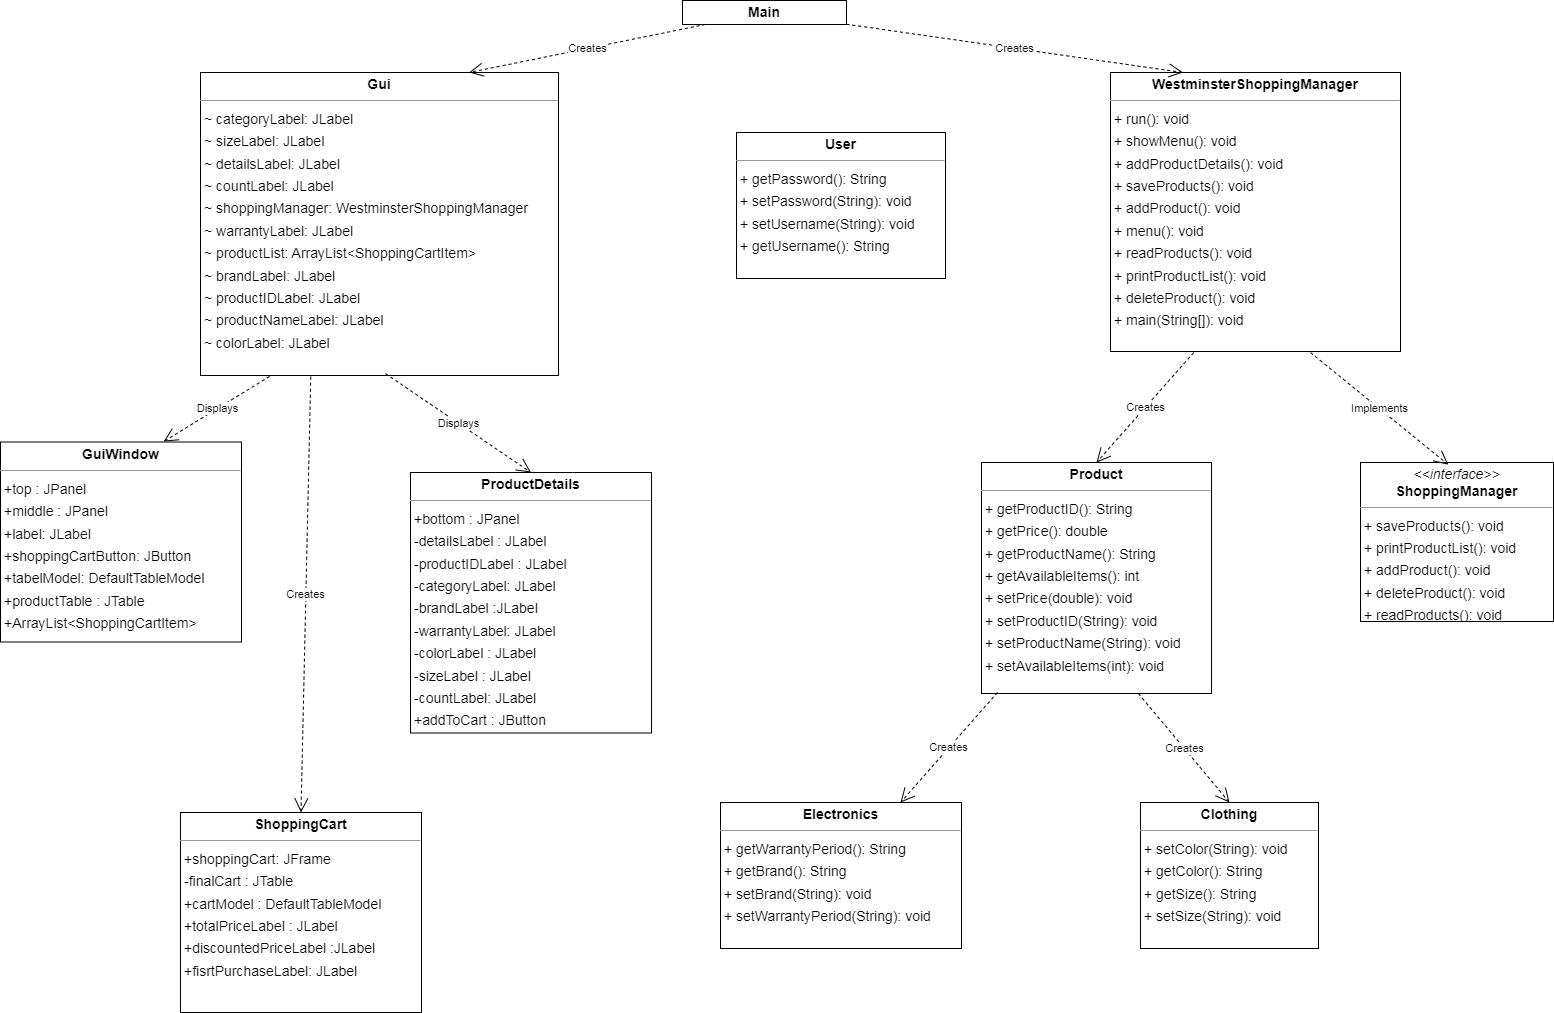 Main
Creates
Creates
Gui
~ categoryLabel: JLabel
~ sizeLabel: JLabel
~ detailsLabel: JLabel
~ countLabel: JLabel
~ shoppingManager: WestminsterShoppingManager
~ warrantyLabel: JLabel
~ productList: ArrayList<ShoppingCartItem>
~ brandLabel: JLabel
~ productIDLabel: JLabel
~ productNameLabel: JLabel
~ colorLabel: JLabel
User
+ getPassword(): String
+ setPassword(String): void
+ setUsername(String): void
+ getUsername(): String
WestminsterShoppingManager
+ run(): void
+ showMenu(): void
+ addProductDetails(): void
+ saveProducts(): void
+ addProduct(): void
+ menu(): void
+ readProducts(): void
+ printProductList(): void
+ deleteProduct(): void
+ main(String[]): void
Displays
Displays
Creates
Creates
Implements
GuiWindow
+top : JPanel
+middle : JPanel
+label: JLabel
+shoppingCartButton: JButton
+tabelModel: DefaultTableModel
+productTable : JTable
+ArrayList<ShoppingCartItem>
ProductDetails
+bottom : JPanel
-detailsLabel : JLabel
-productIDLabel : JLabel
-categoryLabel: JLabel
-brandLabel :JLabel
-warrantyLabel: JLabel
-colorLabel : JLabel
-sizeLabel : JLabel
-countLabel: JLabel
+addToCart : JButton
Product
+ getProductID(): String
+ getPrice(): double
+ getProductName(): String
+ getAvailableItems(): int
+ setPrice(double): void
+ setProductID(String): void
+ setProductName(String): void
+ setAvailableItems(int): void
<<interface>>
ShoppingManager
+ saveProducts(): void
+ printProductList(): void
+ addProduct(): void
+ deleteProduct(): void
+ readProducts(): void
Creates
Creates
ShoppingCart
+shoppingCart: JFrame
-finalCart : JTable
+cartModel : DefaultTableModel
+totalPriceLabel : JLabel
+discountedPriceLabel :JLabel
+fisrtPurchaseLabel: JLabel
Electronics
+ getWarrantyPeriod(): String
+ getBrand(): String
+ setBrand(String): void
+ setWarrantyPeriod(String): void
Clothing
+ setColor(String): void
+ getColor(): String
+ getSize(): String
+ setSize(String): void